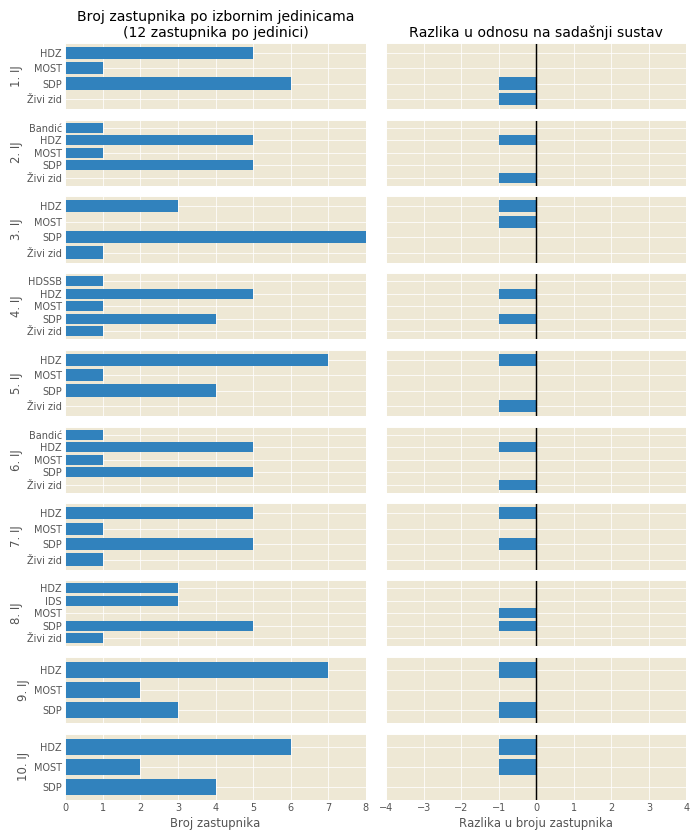 Broj zastupnika po izbornim jedinicama
(12 zastupnika po jedinici)
Razlika u odnosu na sadašnji sustav
1. IJ
HDZ
MOST
SDP
Živi zid
2. IJ
Bandić
HDZ
MOST
SDP
Živi zid
3. IJ
HDZ
MOST
SDP
Živi zid
4. IJ
HDSSB
HDZ
MOST
SDP
Živi zid
5. IJ
HDZ
MOST
SDP
Živi zid
6. IJ
Bandić
HDZ
MOST
SDP
Živi zid
7. IJ
HDZ
MOST
SDP
Živi zid
8. IJ
HDZ
IDS
MOST
SDP
Živi zid
9. IJ
HDZ
MOST
SDP
10. IJ
HDZ
MOST
SDP
0 1 2 3 4 5 6 7 8
Broj zastupnika
−4 −3 −2 −1 0 1 2 3 4
Razlika u broju zastupnika